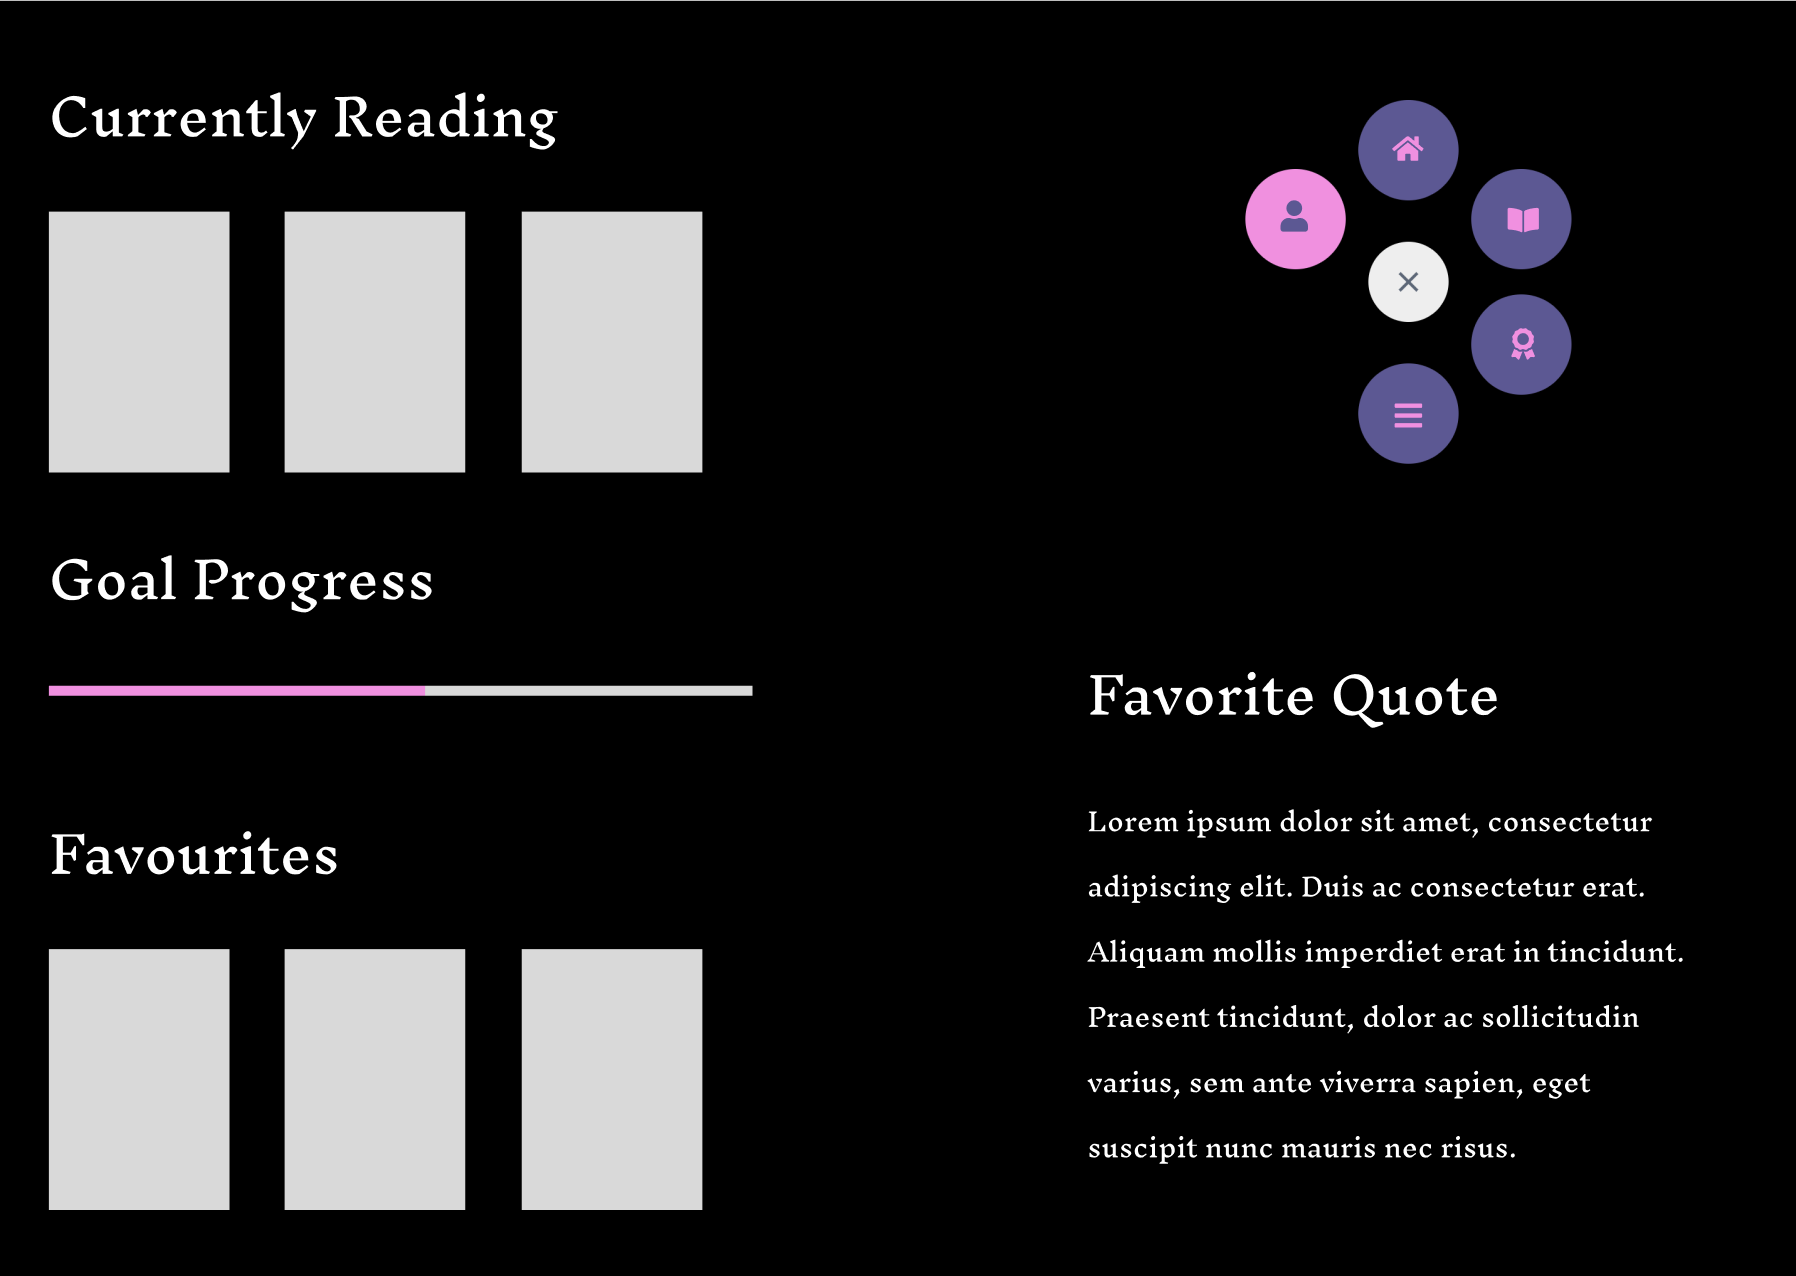 Currently Reading
Goal Progress
Favourites
Favorite Quote
Lorem ipsum dolor sit amet, consectetur
adipiscing elit. Duis ac consectetur erat.
Aliquam mollis imperdiet erat in tincidunt.
Praesent tincidunt, dolor ac sollicitudin
varius, sem ante viverra sapien, eget
suscipit nunc mauris nec risus.